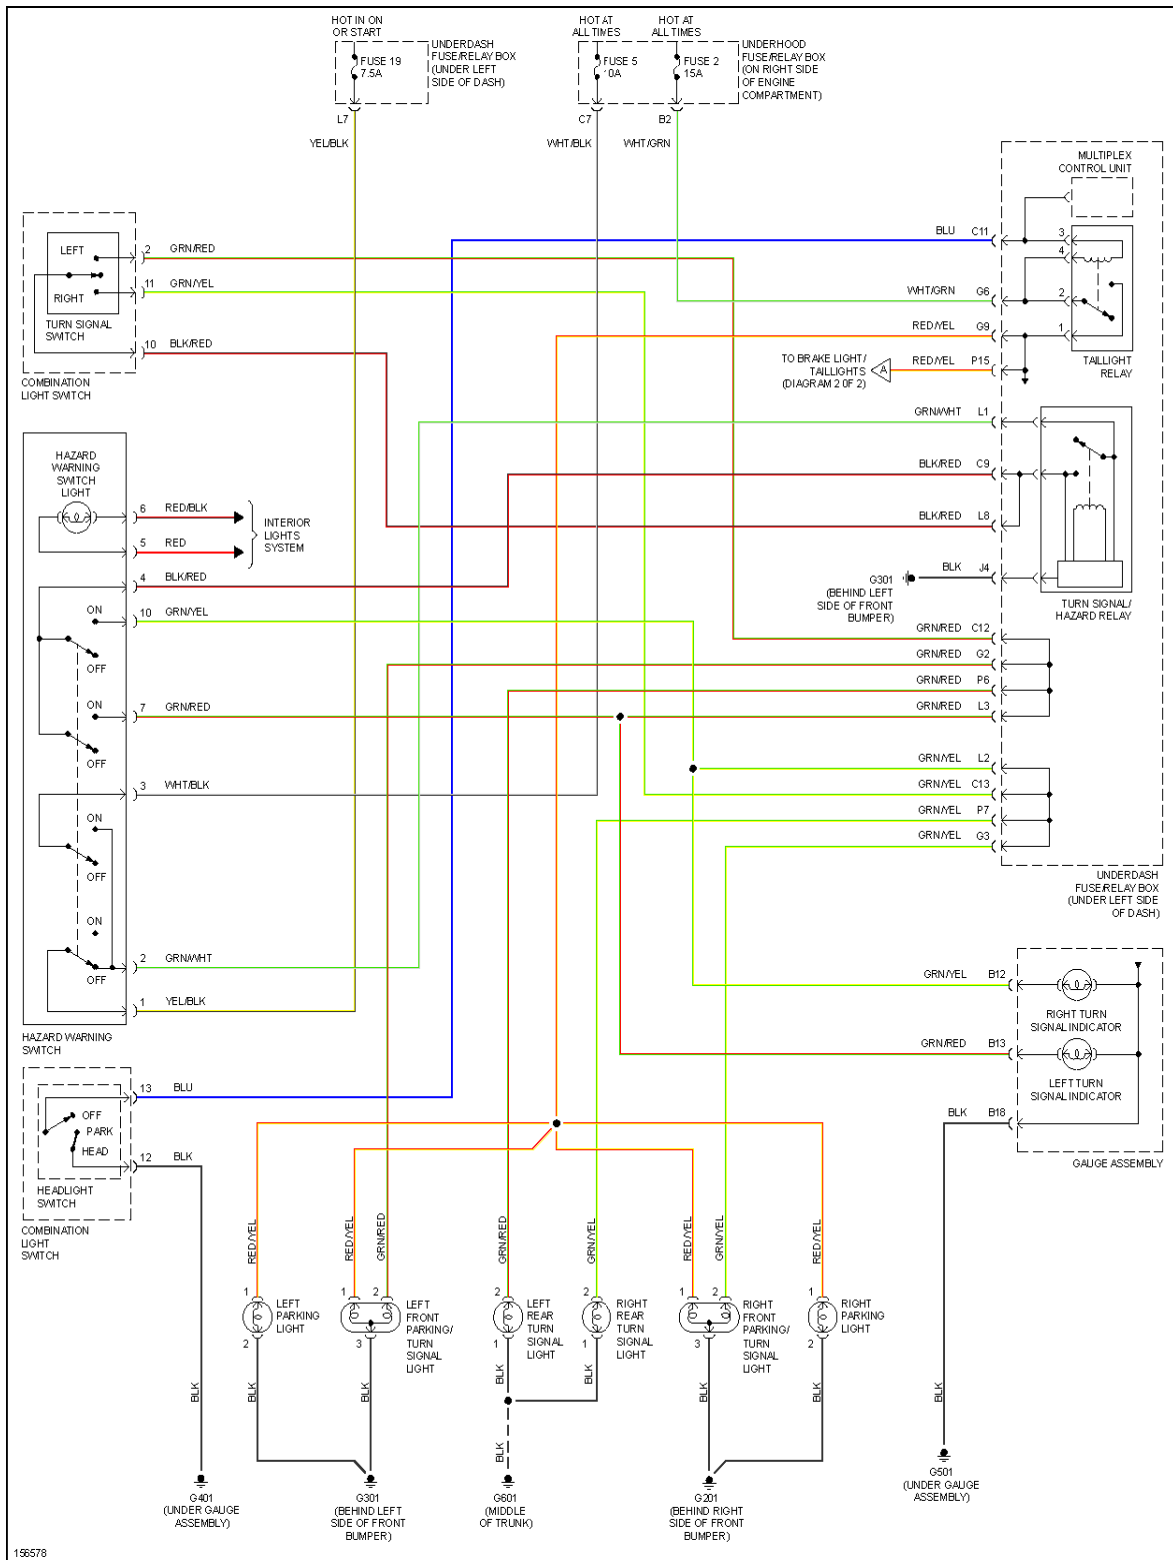 HOT IN ON
OR START
HOT AT
ALL TIMES
HOT AT
ALL TIMES
FUSE 19
7.5A
UNDERDASH
FUSE/RELAY BOX
(UNDER LEFT
SIDE OF DASH)
FUSE 5
10A
FUSE 2
15A
UNDERHOOD
FUSE/RELAY BOX
(ON RIGHT SIDE
OF ENGINE
COMPARTMENT)
L7
C7
B2
YEL/BLK
WHT/BLK
WHT/GRN
MULTIPLEX
CONTROL UNIT
LEFT
RIGHT
TURN SIGNAL
SWITCH
2
GRN/RED
11
GRN/YEL
10
BLK/RED
COMBINATION
LIGHT SWITCH
BLU
C11
3
4
WHT/GRN
G6
2
RED/YEL
G9
1
TO BRAKE LIGHT/
TAILLIGHTS
(DIAGRAM 2 OF 2)
A
RED/YEL
P15
TAILLIGHT
RELAY
GRN/WHT
L1
BLK/RED
C9
BLK/RED
L8
G301
(BEHIND LEFT
SIDE OF FRONT
BUMPER)
BLK
J4
TURN SIGNAL/
HAZARD RELAY
HAZARD
WARNING
SWITCH
LIGHT
6
RED/BLK
5
RED
INTERIOR
LIGHTS
SYSTEM
4
BLK/RED
ON
10
GRN/YEL
OFF
ON
7
GRN/RED
OFF
3
WHT/BLK
ON
OFF
ON
2
GRN/WHT
OFF
1
YEL/BLK
HAZARD WARNING
SWITCH
GRN/RED
C12
GRN/RED
G2
GRN/RED
P6
GRN/RED
L3
GRN/YEL
L2
GRN/YEL
C13
GRN/YEL
P7
GRN/YEL
G3
UNDERDASH
FUSE/RELAY BOX
(UNDER LEFT SIDE
OF DASH)
GRN/YEL
B12
RIGHT TURN
SIGNAL INDICATOR
GRN/RED
B13
LEFT TURN
SIGNAL INDICATOR
BLK
B18
GAUGE ASSEMBLY
13
BLU
OFF
PARK
HEAD
12
BLK
HEADLIGHT
SWITCH
COMBINATION
LIGHT
SWITCH
RED/YEL
RED/YEL
GRN/RED
GRN/RED
GRN/YEL
RED/YEL
GRN/YEL
RED/YEL
1
1
2
2
2
1
2
1
LEFT
PARKING
LIGHT
LEFT
FRONT
PARKING/
TURN
SIGNAL
LIGHT
LEFT
REAR
TURN
SIGNAL
LIGHT
RIGHT
REAR
TURN
SIGNAL
LIGHT
RIGHT
FRONT
PARKING/
TURN
SIGNAL
LIGHT
RIGHT
PARKING
LIGHT
2
3
1
1
3
2
BLK
BLK
BLK
BLK
BLK
BLK
BLK
BLK
BLK
G401
(UNDER GAUGE
ASSEMBLY)
G301
(BEHIND LEFT
SIDE OF FRONT
BUMPER)
G601
(MIDDLE
OF TRUNK)
G201
(BEHIND RIGHT
SIDE OF FRONT
BUMPER)
G501
(UNDER GAUGE
ASSEMBLY)
156578